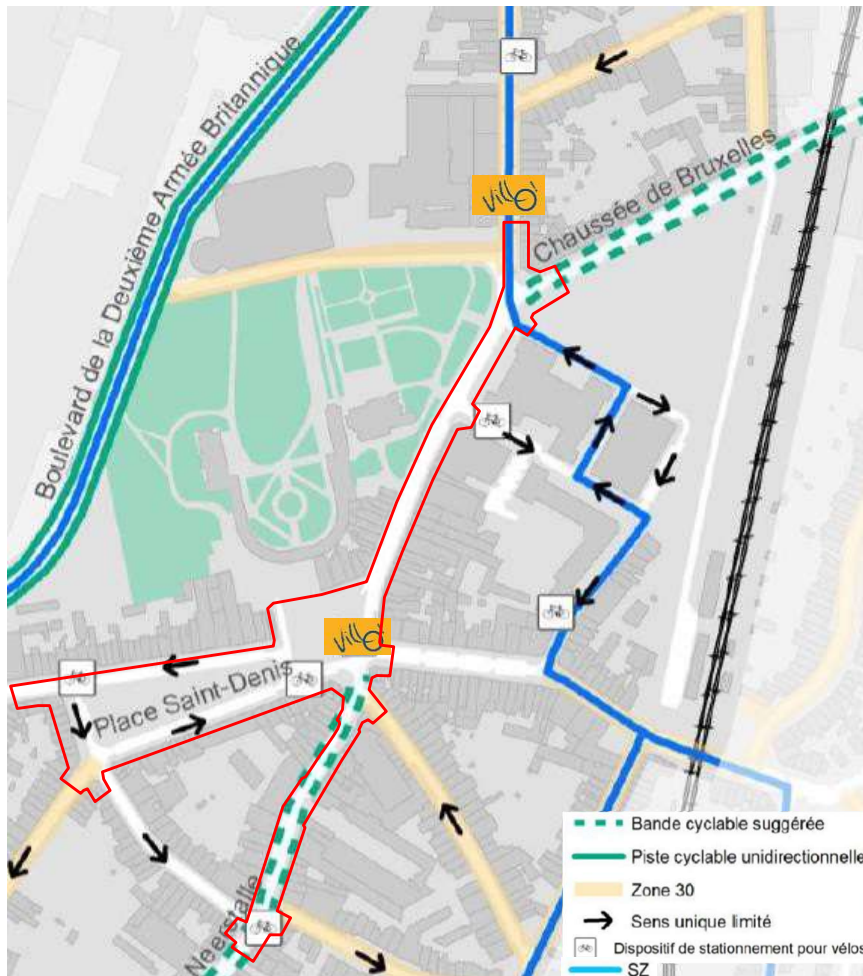 Boulevard de la Deuxième Armée Britannique
Villo!
Chaussée de Bruxelles
Villo!
Place Saint-Denis
Neerstalle
Bande cyclable suggérée
Piste cyclable unidirectionnelle
Zone 30
Sens unique limité
Dispositif de stationnement pour vélos
SZ